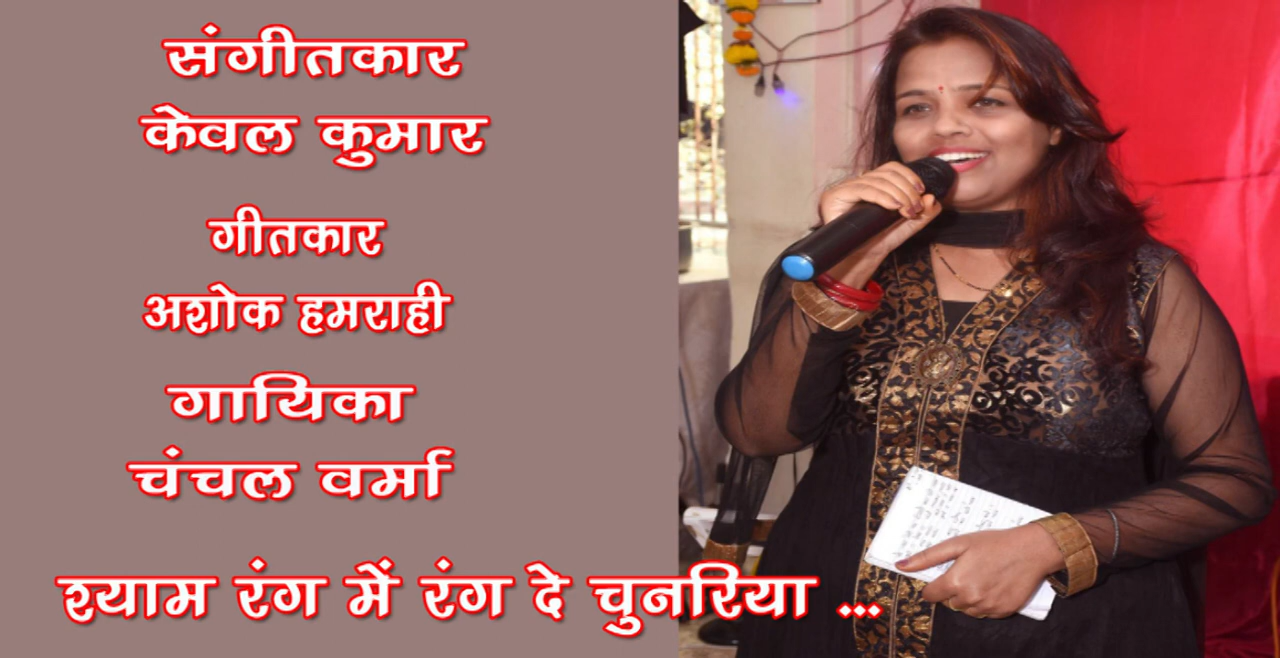 संगीतकार
केवल कुमार
गीतकार
अशोक हमराही
गायिका
चंचल वर्मा
श्याम रंग में रंग दे चुनरिया ...